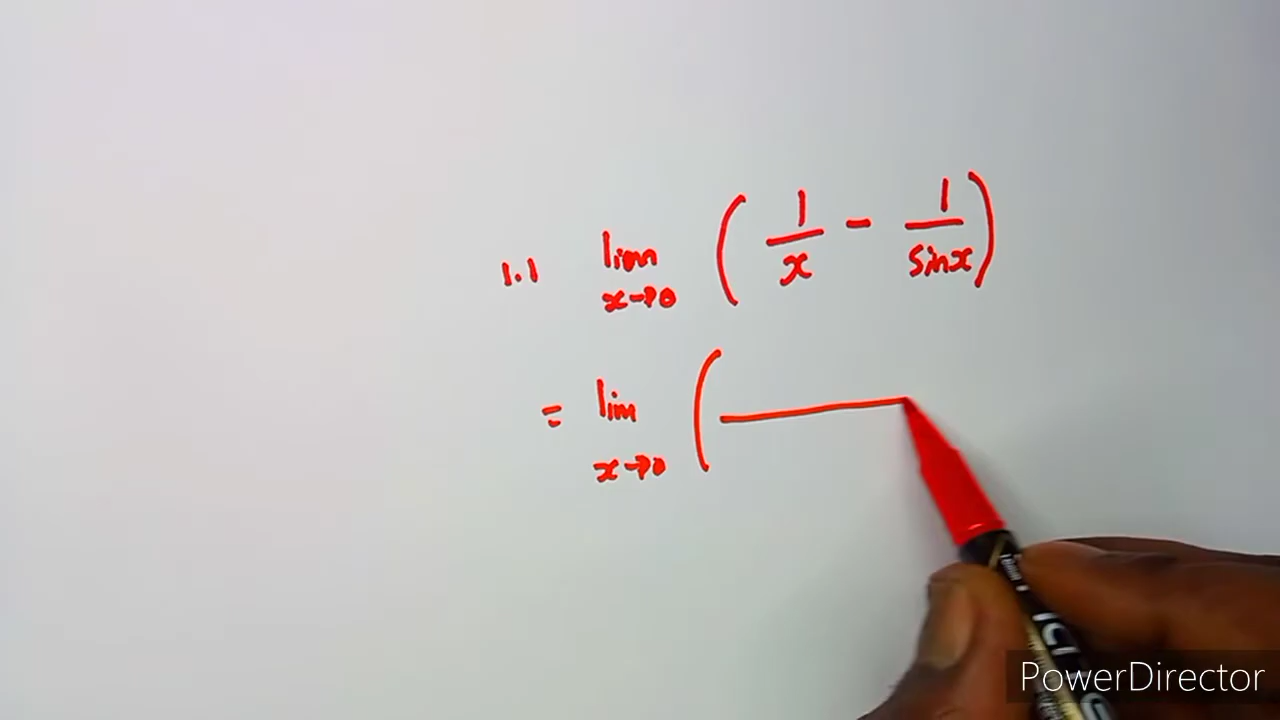 1.1 lim x→0 ( 1/x - 1/sinx )
= lim x→0 (
PowerDirector